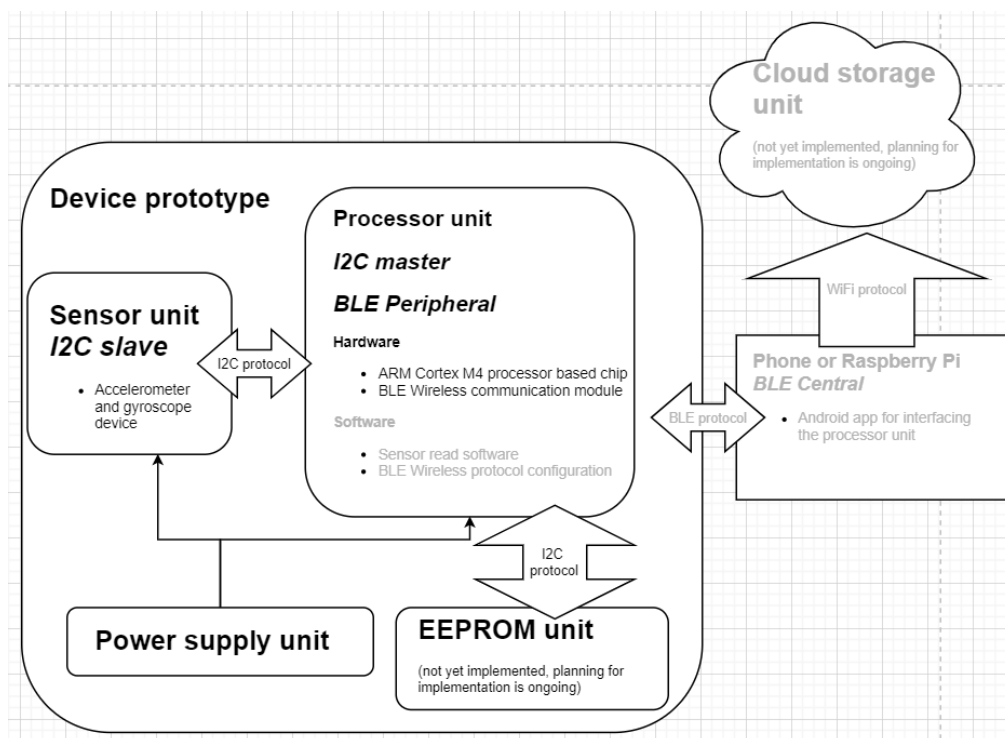 Cloud storage
unit
(not yet implemented, planning for
implementation is ongoing)
Device prototype
Processor unit
I2C master
BLE Peripheral
Hardware
ARM Cortex M4 processor based chip
BLE Wireless communication module
Software
Sensor read software
BLE Wireless protocol configuration
Sensor unit
I2C slave
Accelerometer
and gyroscope
device
I2C protocol
WiFi protocol
Phone or Raspberry Pi
BLE Central
Android app for interfacing
the processor unit
BLE protocol
I2C
protocol
Power supply unit
EEPROM unit
(not yet implemented, planning for
implementation is ongoing)